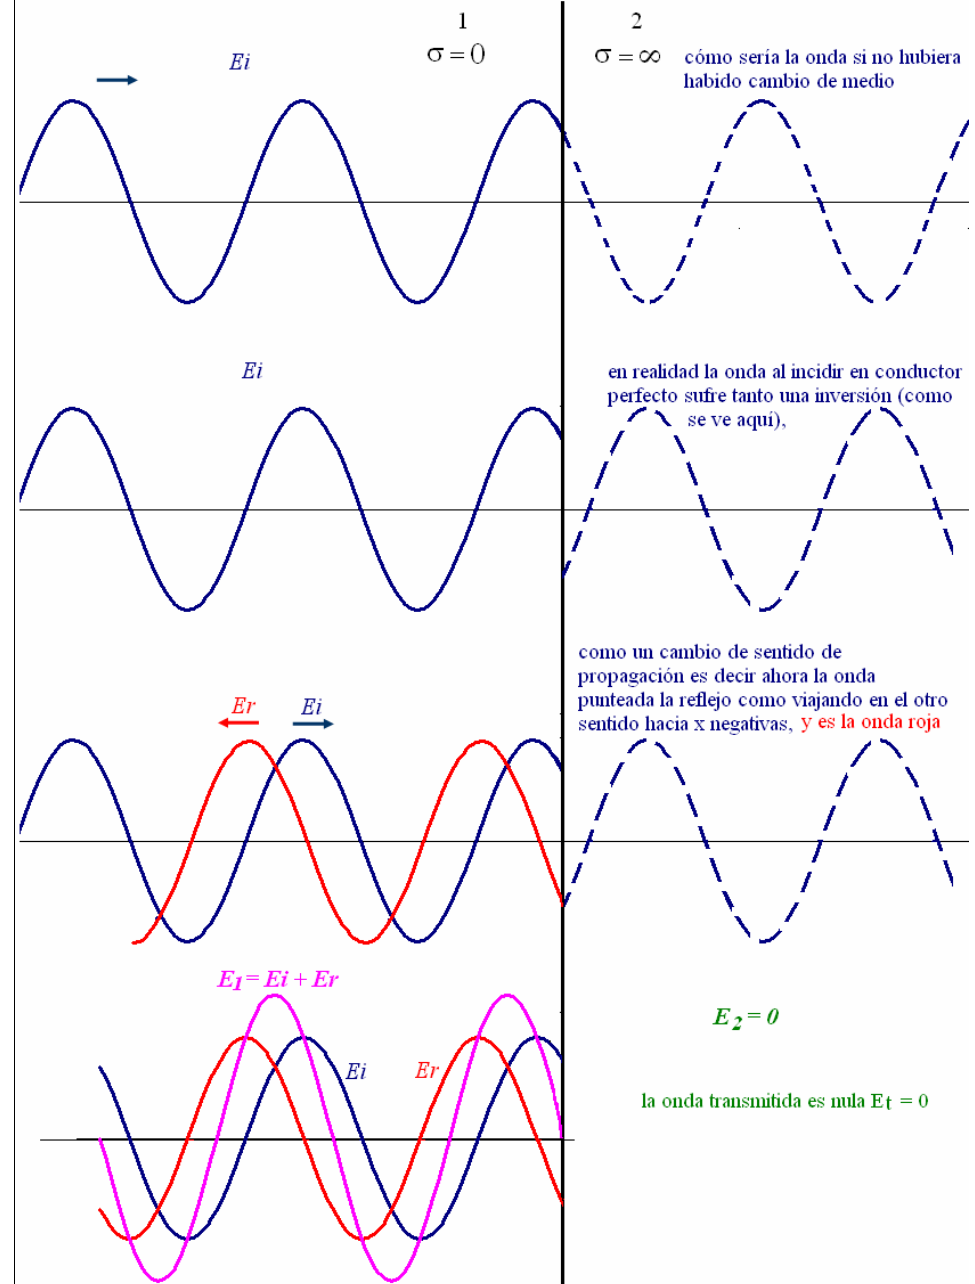 1
2
σ = 0
σ = ∞
cómo sería la onda si no hubiera
habido cambio de medio
Ei
Ei
en realidad la onda al incidir en conductor
perfecto sufre tanto una inversión (como
se ve aquí),
como un cambio de sentido de
propagación es decir ahora la onda
punteada la reflejo como viajando en el otro
sentido hacia x negativas, y es la onda roja
Er
Ei
E1 = Ei + Er
E2 = 0
Ei
Er
la onda transmitida es nula Et = 0